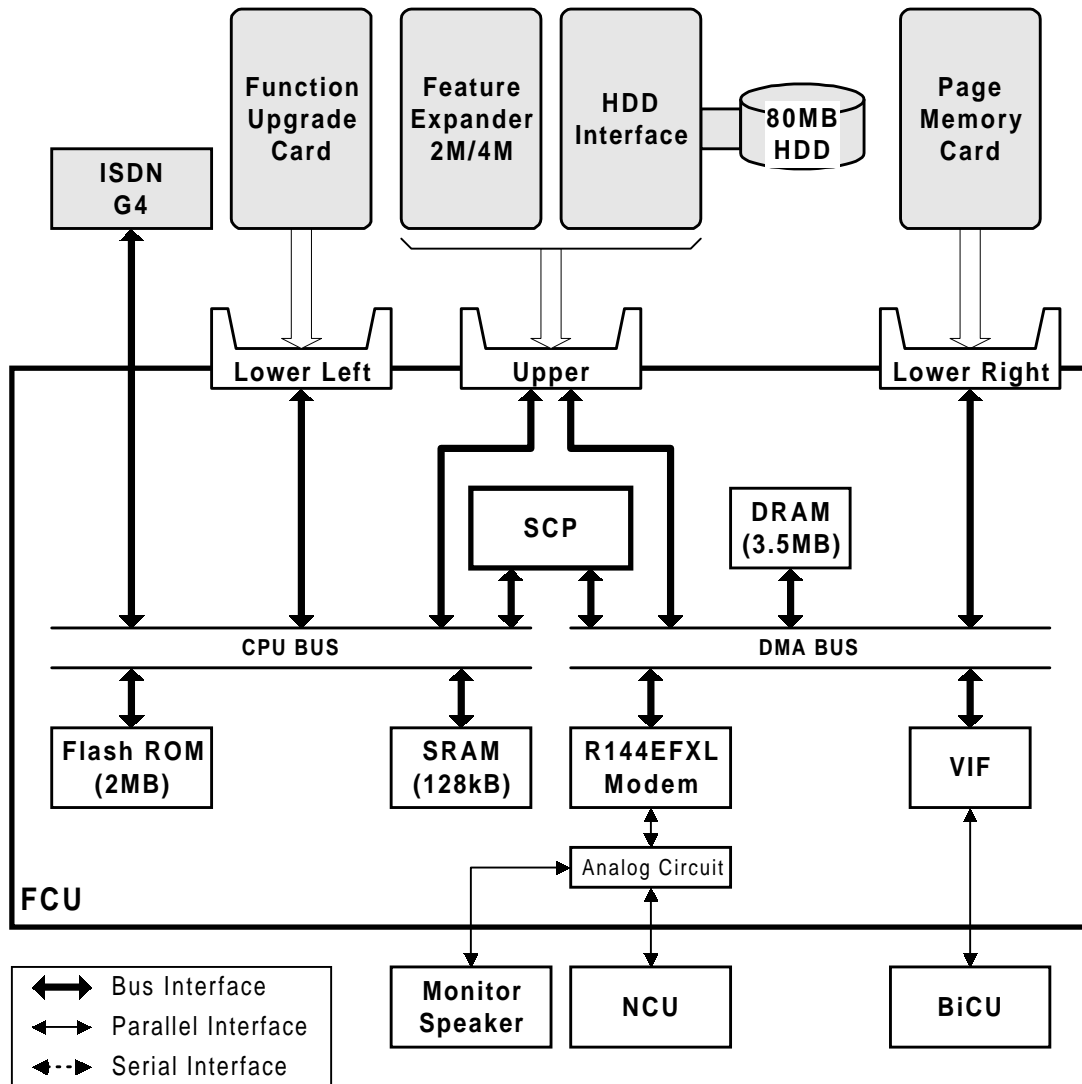 Function
Upgrade
Card
Feature
Expander
2M/4M
HDD
Interface
80MB
HDD
Page
Memory
Card
ISDN
G4
Lower Left
Upper
Lower Right
SCP
DRAM
(3.5MB)
CPU BUS
DMA BUS
Flash ROM
(2MB)
SRAM
(128kB)
R144EFXL
Modem
VIF
Analog Circuit
FCU
Monitor
Speaker
NCU
BiCU
Bus Interface
Parallel Interface
Serial Interface